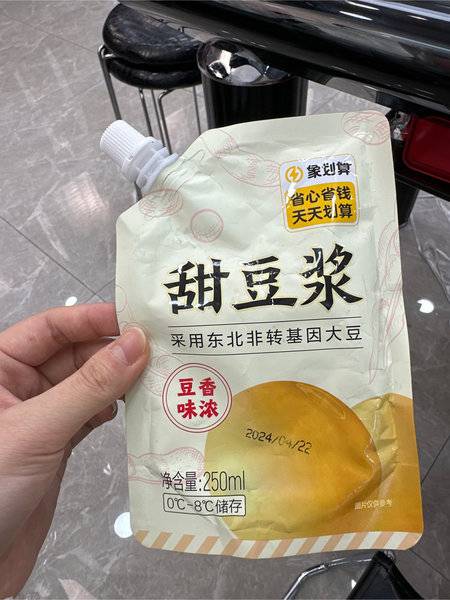 象划算
省心省钱
天天划算
甜豆浆
采用东北非转基因大豆
豆香
味浓
2024/04/22
净含量:250ml
0℃-8℃储存
图片仅供参考